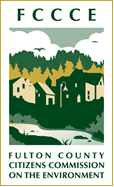 FCCCE
FULTON COUNTY
CITIZENS COMMISSION
ON THE ENVIRONMENT